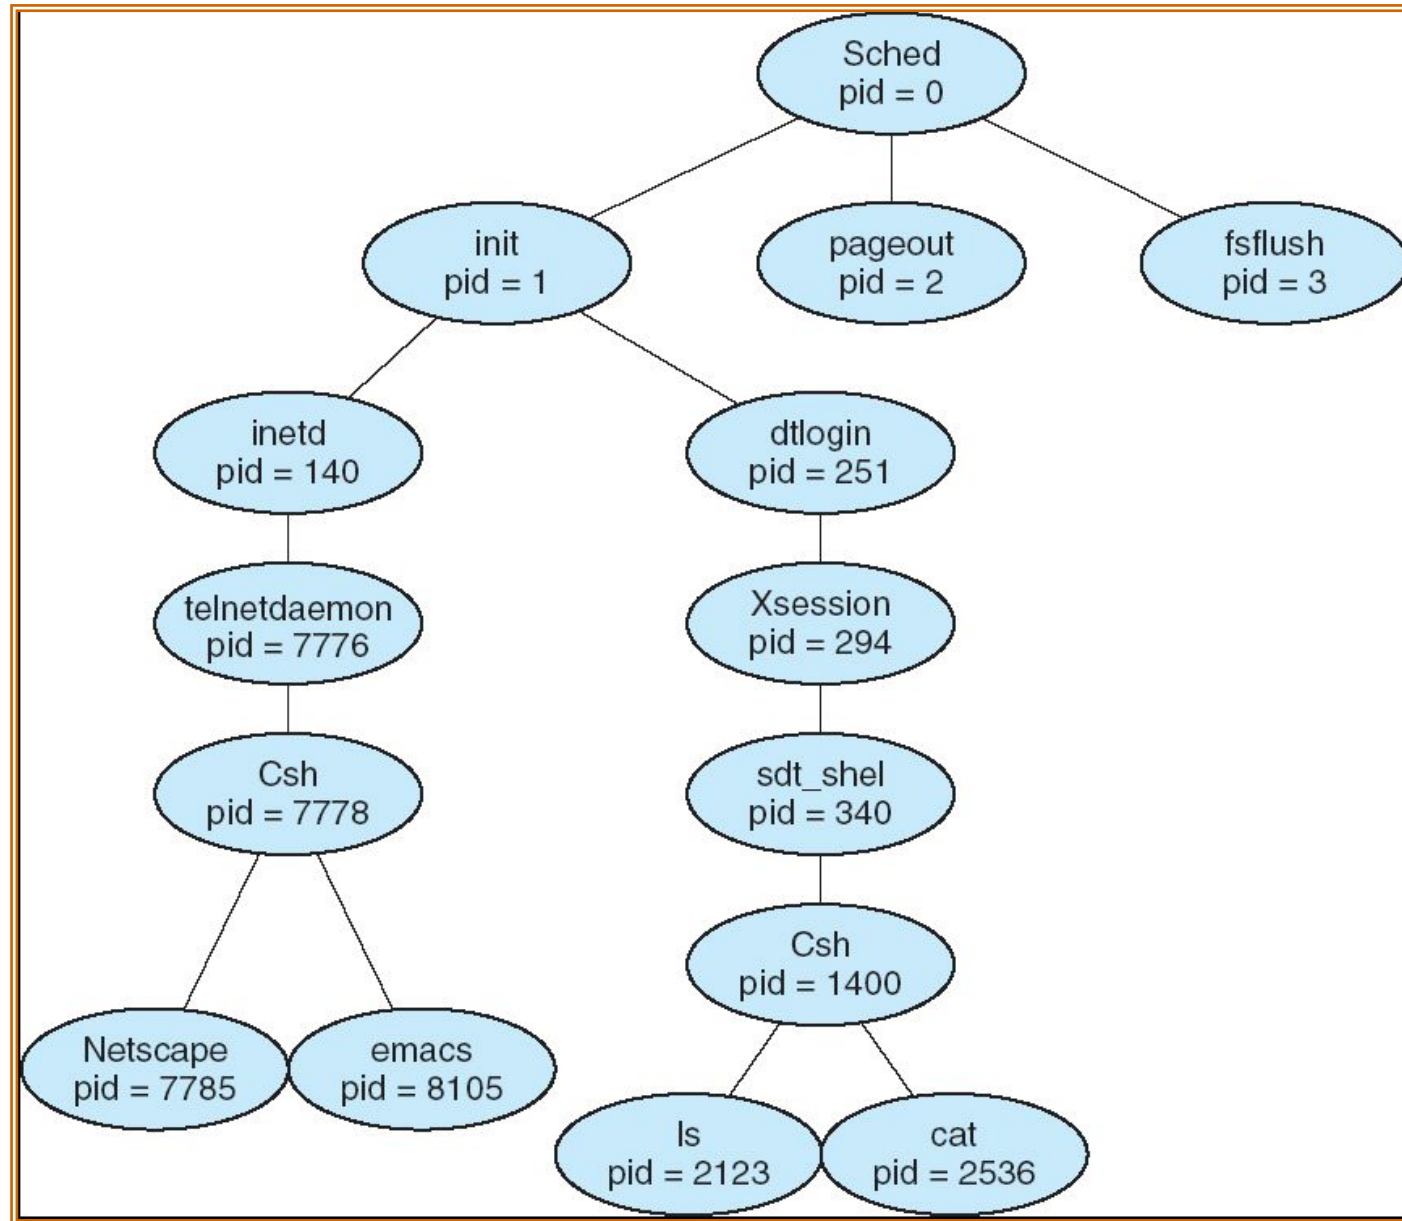 Sched
pid = 0
init
pid = 1
pageout
pid = 2
fsflush
pid = 3
inetd
pid = 140
dtlogin
pid = 251
telnetdaemon
pid = 7776
Xsession
pid = 294
Csh
pid = 7778
sdt_shel
pid = 340
Csh
pid = 1400
Netscape
pid = 7785
emacs
pid = 8105
ls
pid = 2123
cat
pid = 2536